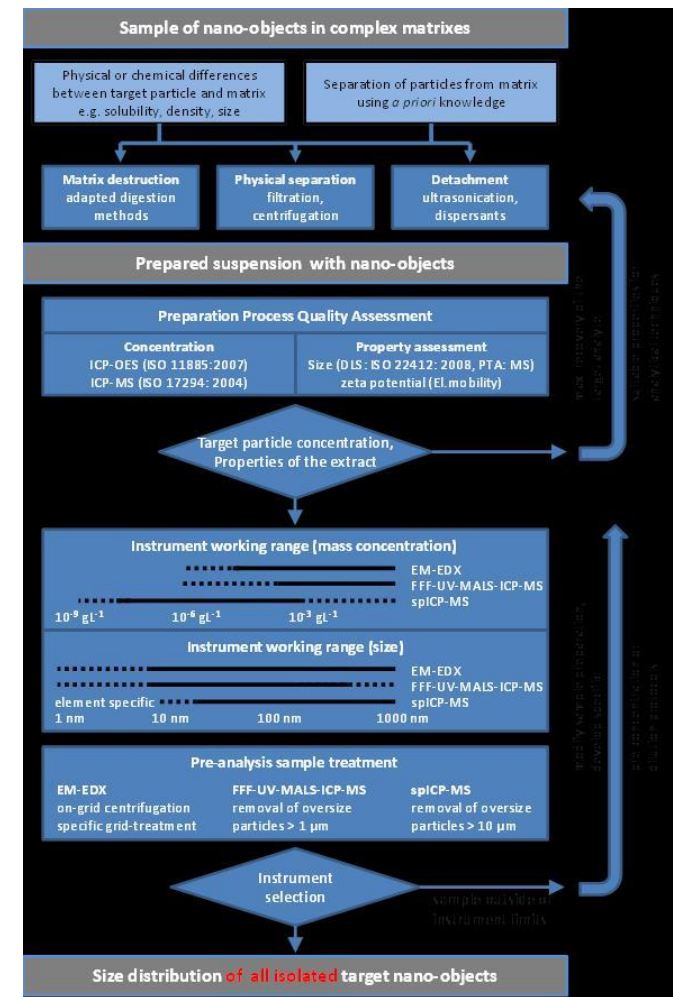 Sample of nano-objects in complex matrixes
Physical or chemical differences
between target particle and matrix
e.g. solubility, density, size
Separation of particles from matrix
using a priori knowledge
Matrix destruction
adapted digestion
methods
Physical separation
filtration,
centrifugation
Detachment
ultrasonication,
dispersants
Prepared suspension with nano-objects
Preparation Process Quality Assessment
Concentration
ICP-OES (ISO 11885:2007)
ICP-MS (ISO 17294: 2004)
Property assessment
Size (DLS: ISO 22412: 2008, PTA: MS)
zeta potential (El.mobility)
Target particle concentration,
Properties of the extract
Instrument working range (mass concentration)
EM-EDX
FFF-UV-MALS-ICP-MS
spICP-MS
10⁻⁹ gL⁻¹ 10⁻⁶ gL⁻¹ 10⁻³ gL⁻¹
Instrument working range (size)
EM-EDX
FFF-UV-MALS-ICP-MS
element specific spICP-MS
1 nm 10 nm 100 nm 1000 nm
Pre-analysis sample treatment
EM-EDX
on-grid centrifugation
specific grid-treatment
FFF-UV-MALS-ICP-MS
removal of oversize
particles > 1 µm
spICP-MS
removal of oversize
particles > 10 µm
Instrument
selection
sample outside of
instrument limits
Size distribution of all isolated target nano-objects